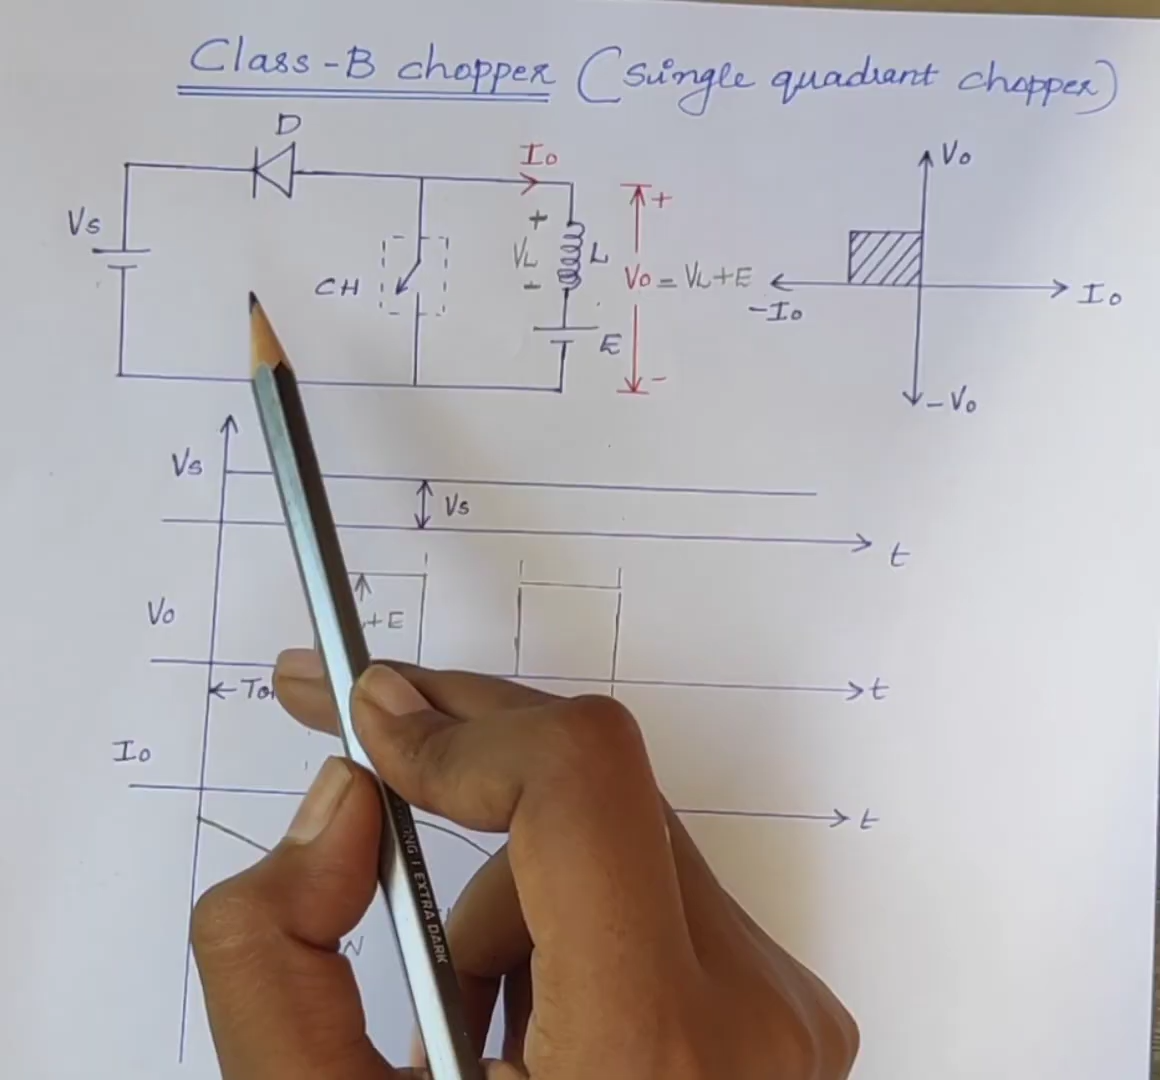 Class-B chopper (single quadrant chopper)
D
Io
Vo
Vs
+
+
VL
L
CH
Vo = VL+E
-Io
Io
-
E
-
-Vo
Vs
Vs
t
Vo
+E
t
Io
t
EXTRA DARK